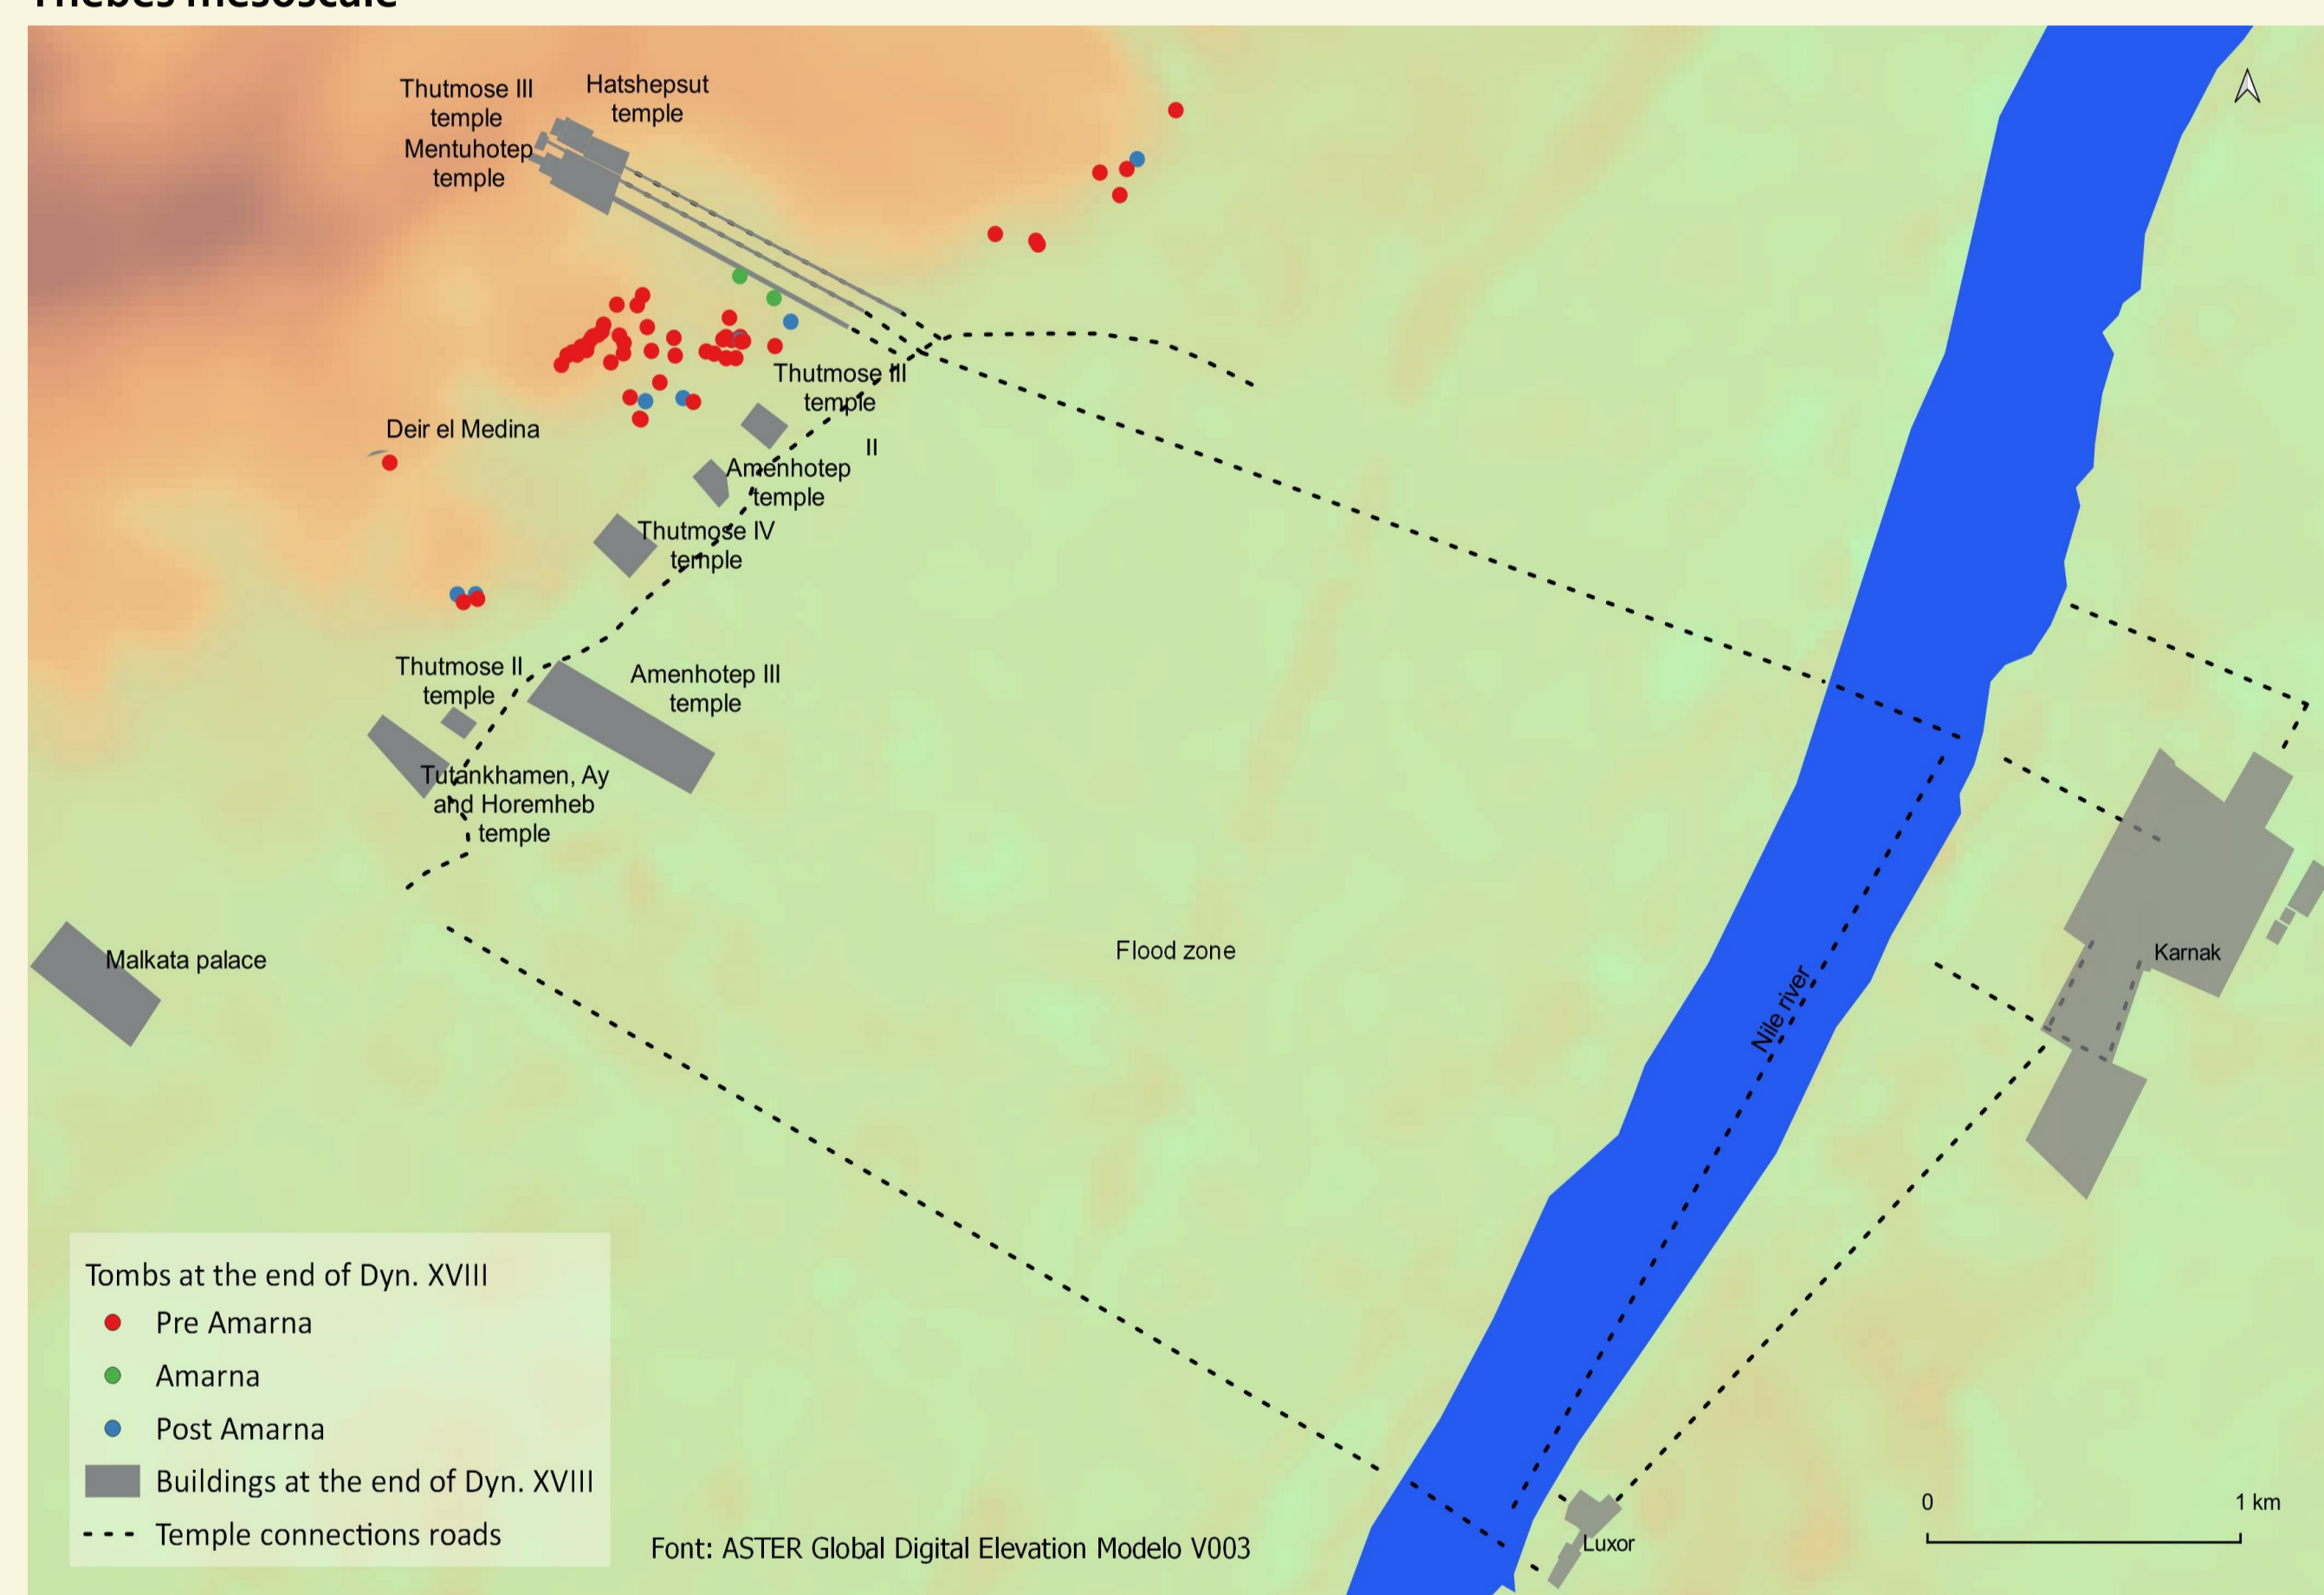 Thebes mesoscale
Thutmose III
temple
Hatshepsut
temple
Mentuhotep
temple
Thutmose III
temple
Deir el Medina
II
Amenhotep
temple
Thutmose IV
temple
Thutmose II
temple
Amenhotep III
temple
Tutankhamen, Ay
and Horemheb
temple
Malkata palace
Flood zone
Nile river
Karnak
Luxor
Tombs at the end of Dyn. XVIII
Pre Amarna
Amarna
Post Amarna
Buildings at the end of Dyn. XVIII
Temple connections roads
Font: ASTER Global Digital Elevation Modelo V003
0
1 km